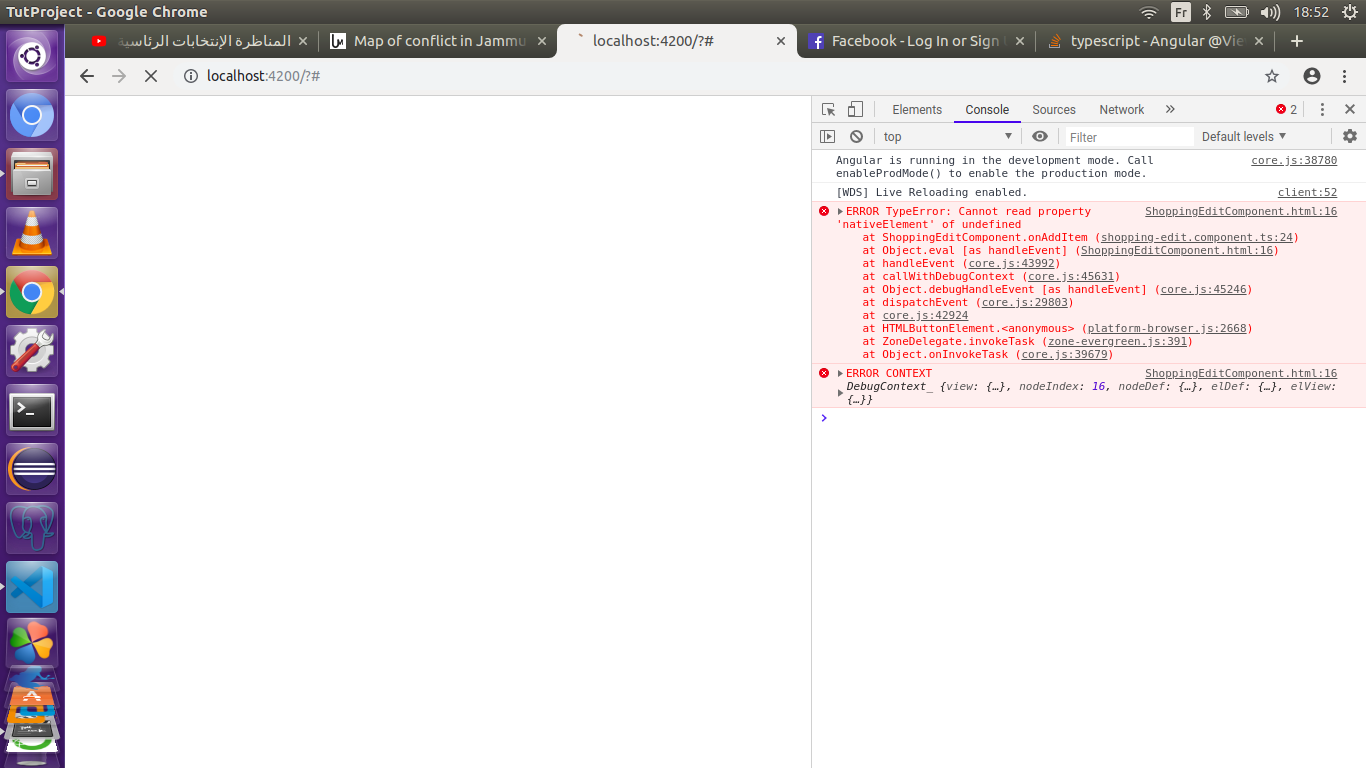 TutProject - Google Chrome
Fr
18:52
المناظرة الإنتخابات الرئاسية
Map of conflict in Jammu
localhost:4200/?#
Facebook - Log In or Sign U
typescript - Angular @Vie
localhost:4200/?#
Elements
Console
Sources
Network
2
top
Filter
Default levels
Angular is running in the development mode. Call core.js:38780
enableProdMode() to enable the production mode.
[WDS] Live Reloading enabled. client:52
ERROR TypeError: Cannot read property ShoppingEditComponent.html:16
'nativeElement' of undefined
at ShoppingEditComponent.onAddItem (shopping-edit.component.ts:24)
at Object.eval [as handleEvent] (ShoppingEditComponent.html:16)
at handleEvent (core.js:43992)
at callWithDebugContext (core.js:45631)
at Object.debugHandleEvent [as handleEvent] (core.js:45246)
at dispatchEvent (core.js:29803)
at core.js:42924
at HTMLButtonElement.<anonymous> (platform-browser.js:2668)
at ZoneDelegate.invokeTask (zone-evergreen.js:391)
at Object.onInvokeTask (core.js:39679)
ERROR CONTEXT ShoppingEditComponent.html:16
DebugContext_ {view: {…}, nodeIndex: 16, nodeDef: {…}, elDef: {…}, elView:
{…}}